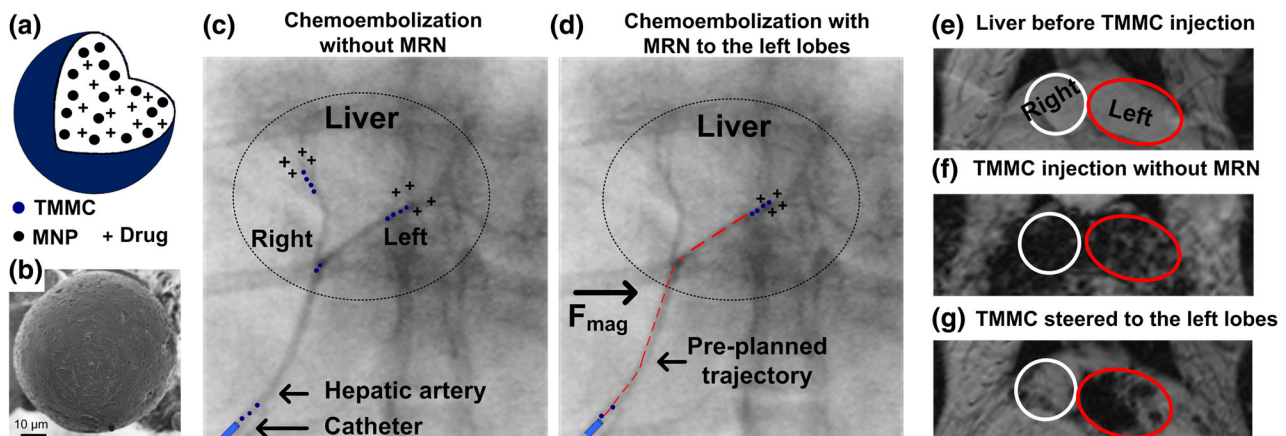 (a)
+ + + + + + + + + + + +
TMMC
MNP + Drug
(b)
10 µm
(c) Chemoembolization
without MRN
Liver
+ + + +
+ + + +
Right
Left
Hepatic artery
Catheter
(d) Chemoembolization with
MRN to the left lobes
Liver
+ + + +
Fmag
Pre-planned
trajectory
(e) Liver before TMMC injection
Right
Left
(f) TMMC injection without MRN
(g) TMMC steered to the left lobes